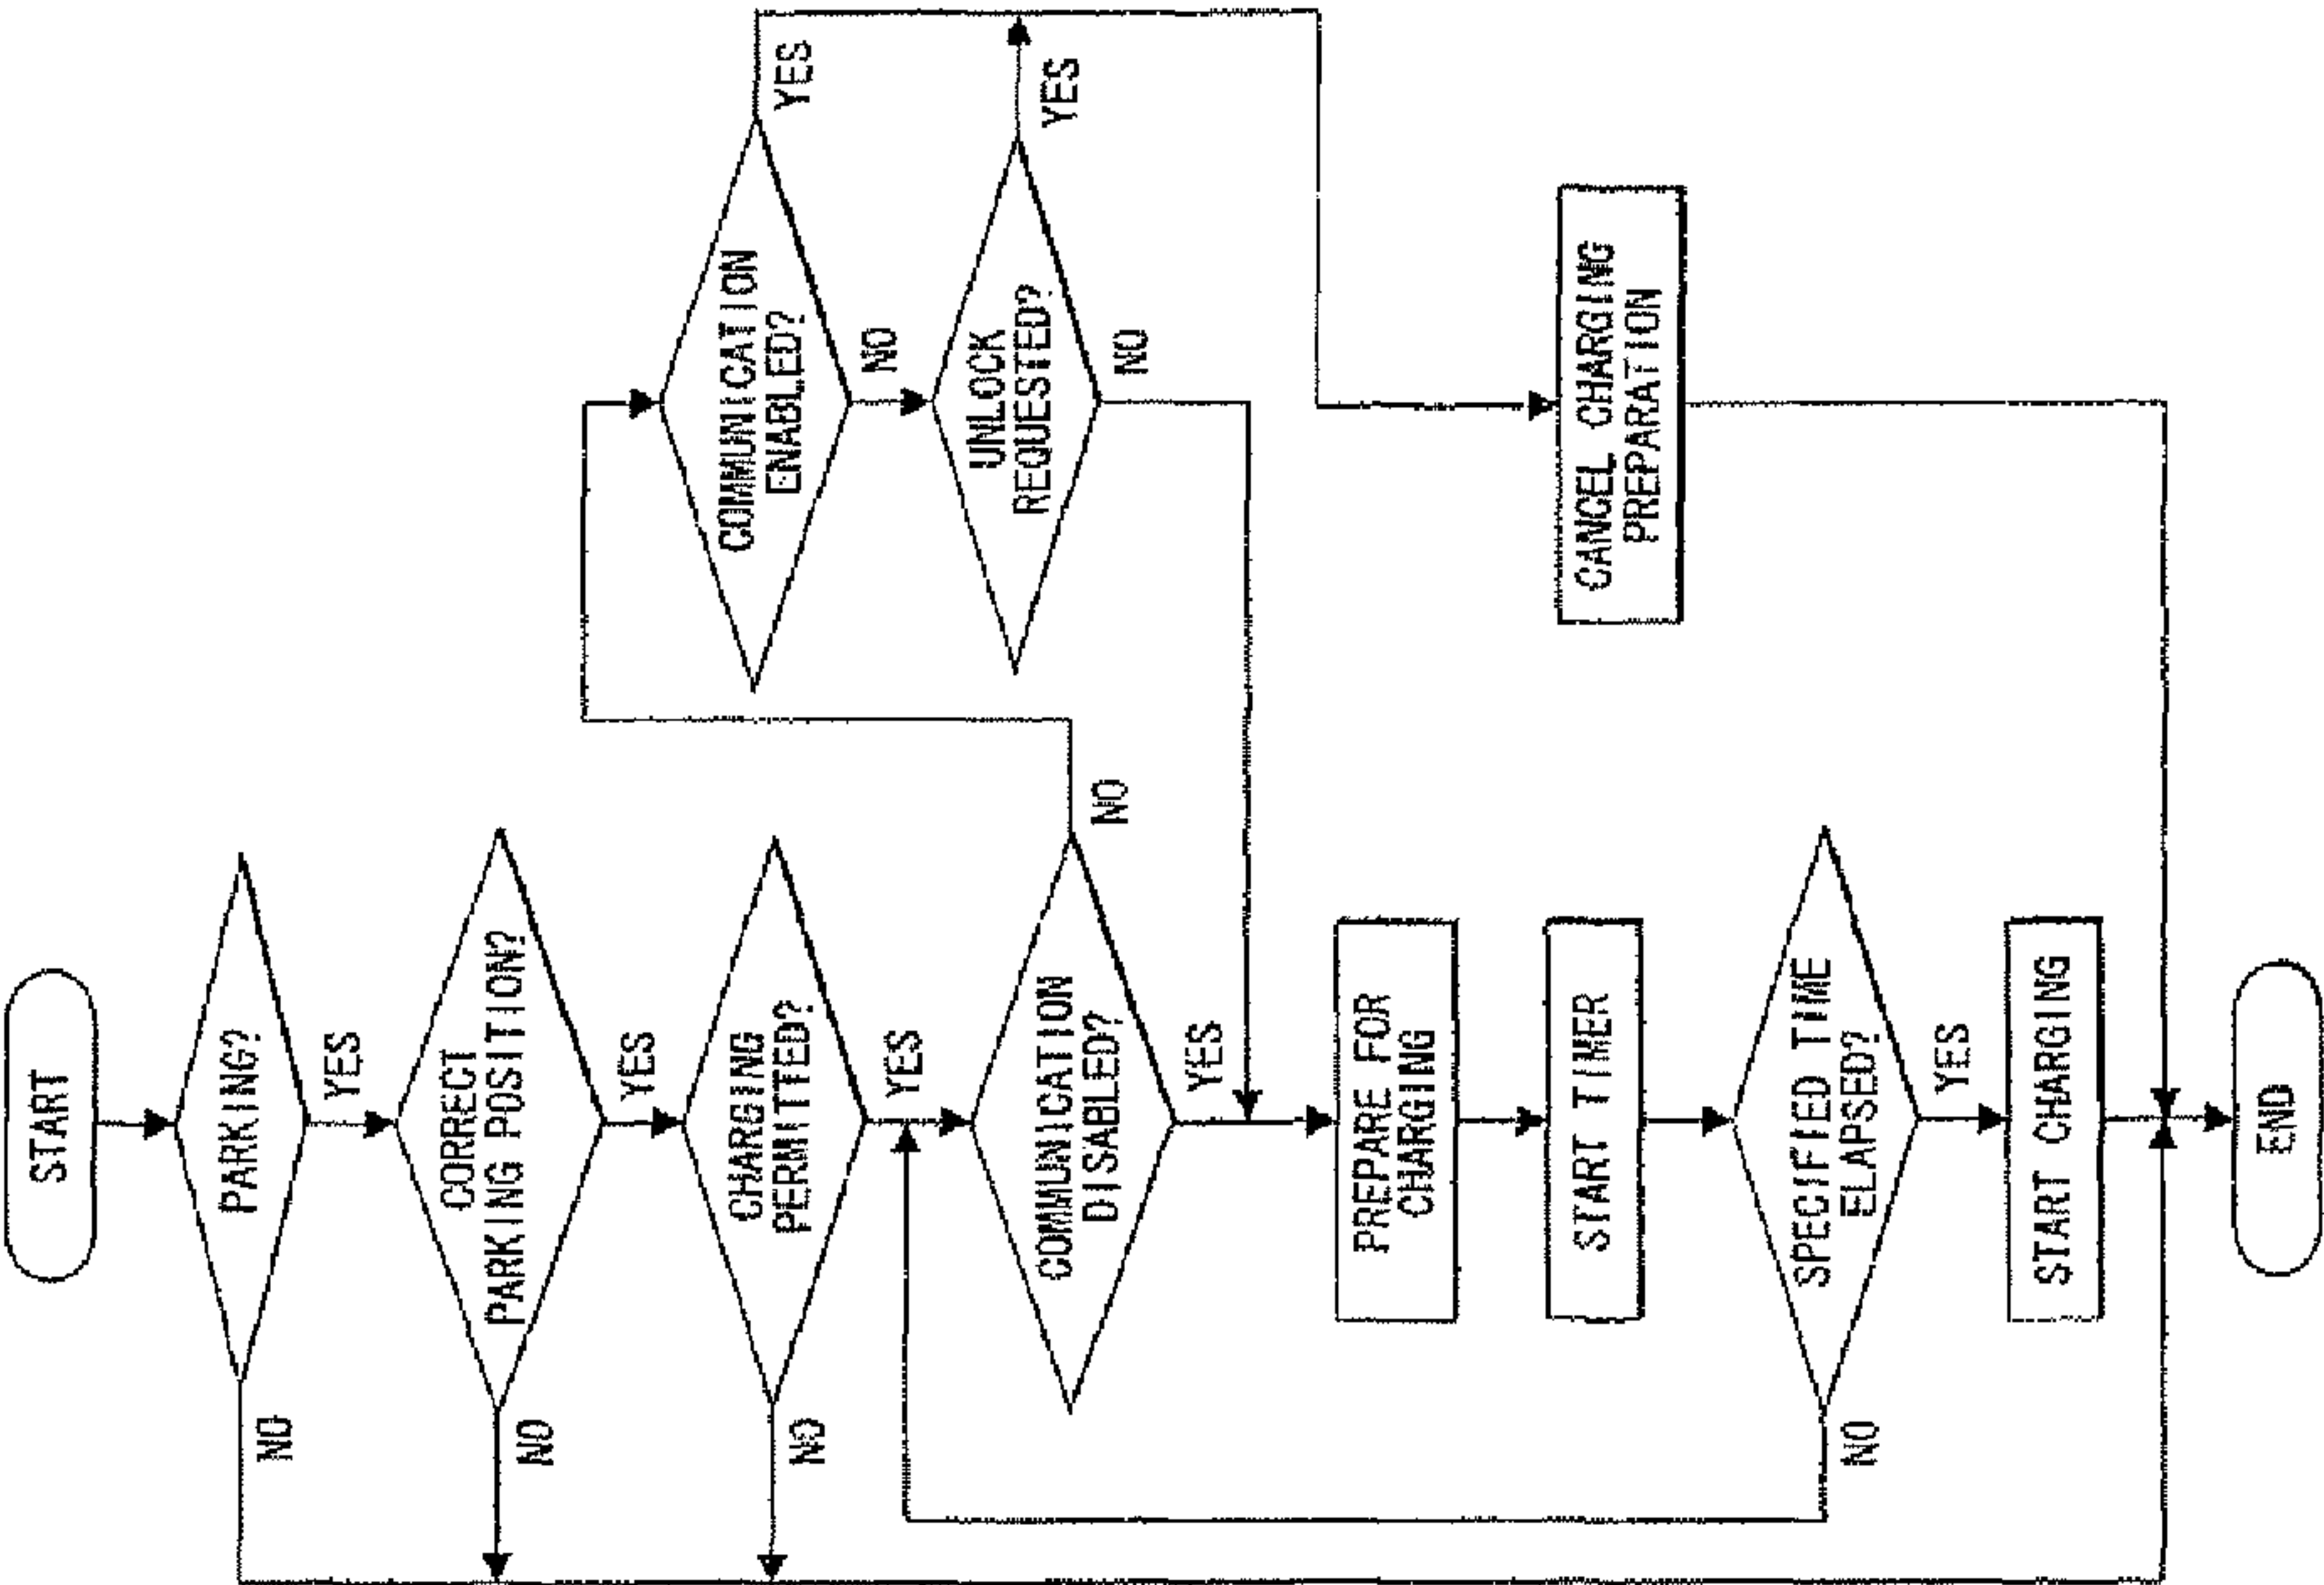 START
PARKING?
NO
YES
CORRECT
PARKING POSITION?
NO
YES
CHARGING
PERMITTED?
NO
YES
COMMUNICATION
DISABLED?
NO
YES
COMMUNICATION
ENABLED?
YES
NO
UNLOCK
REQUESTED?
YES
NO
PREPARE FOR
CHARGING
START TIMER
SPECIFIED TIME
ELAPSED?
NO
YES
START CHARGING
CANCEL CHARGING
PREPARATION
END